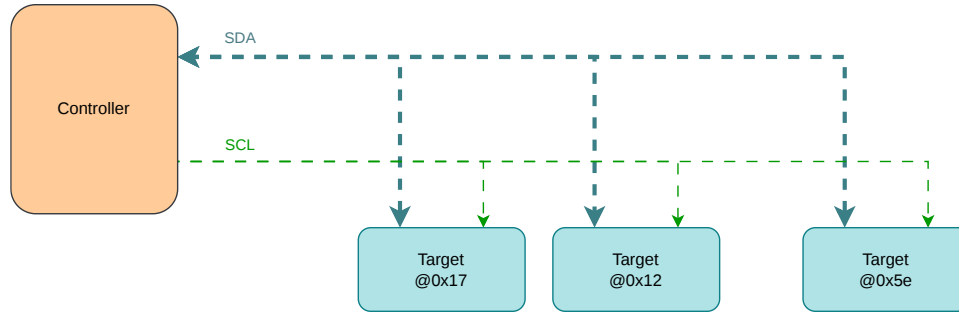 SDA
Controller
SCL
Target
@0x17
Target
@0x12
Target
@0x5e